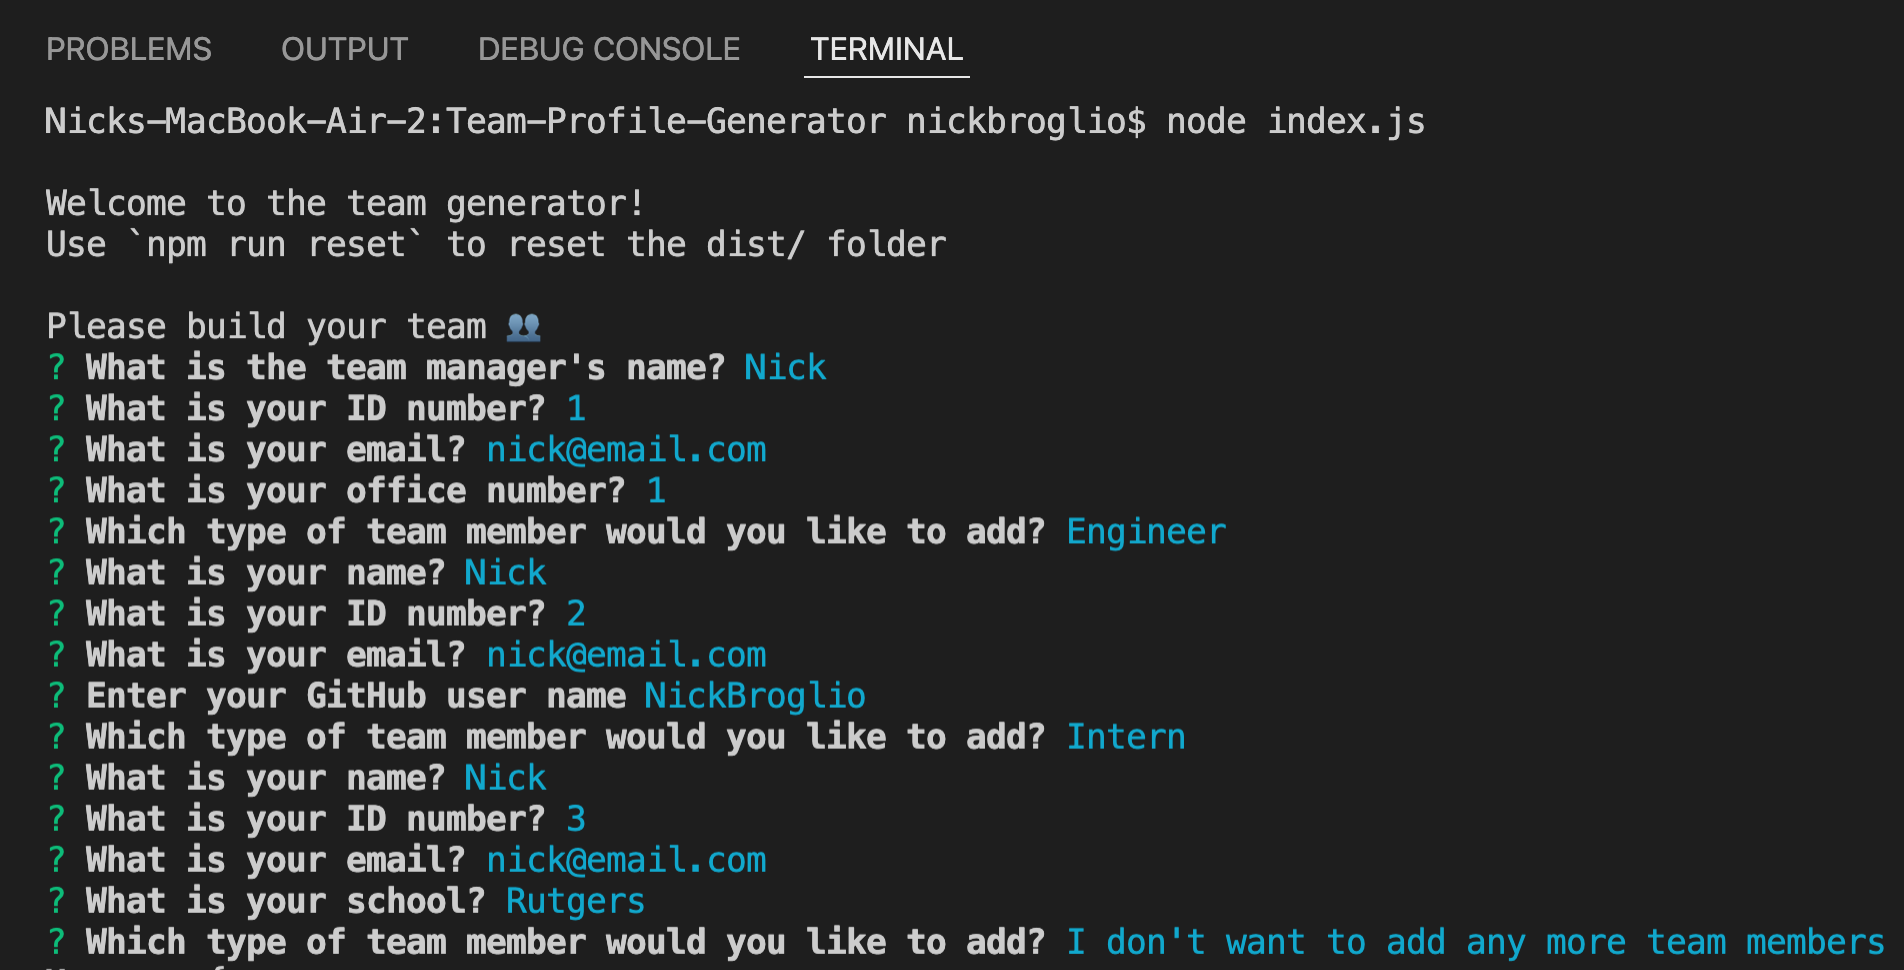 PROBLEMS OUTPUT DEBUG CONSOLE TERMINAL
Nicks-MacBook-Air-2:Team-Profile-Generator nickbroglio$ node index.js
Welcome to the team generator!
Use `npm run reset` to reset the dist/ folder
Please build your team 👥
? What is the team manager's name? Nick
? What is your ID number? 1
? What is your email? nick@email.com
? What is your office number? 1
? Which type of team member would you like to add? Engineer
? What is your name? Nick
? What is your ID number? 2
? What is your email? nick@email.com
? Enter your GitHub user name NickBroglio
? Which type of team member would you like to add? Intern
? What is your name? Nick
? What is your ID number? 3
? What is your email? nick@email.com
? What is your school? Rutgers
? Which type of team member would you like to add? I don't want to add any more team members